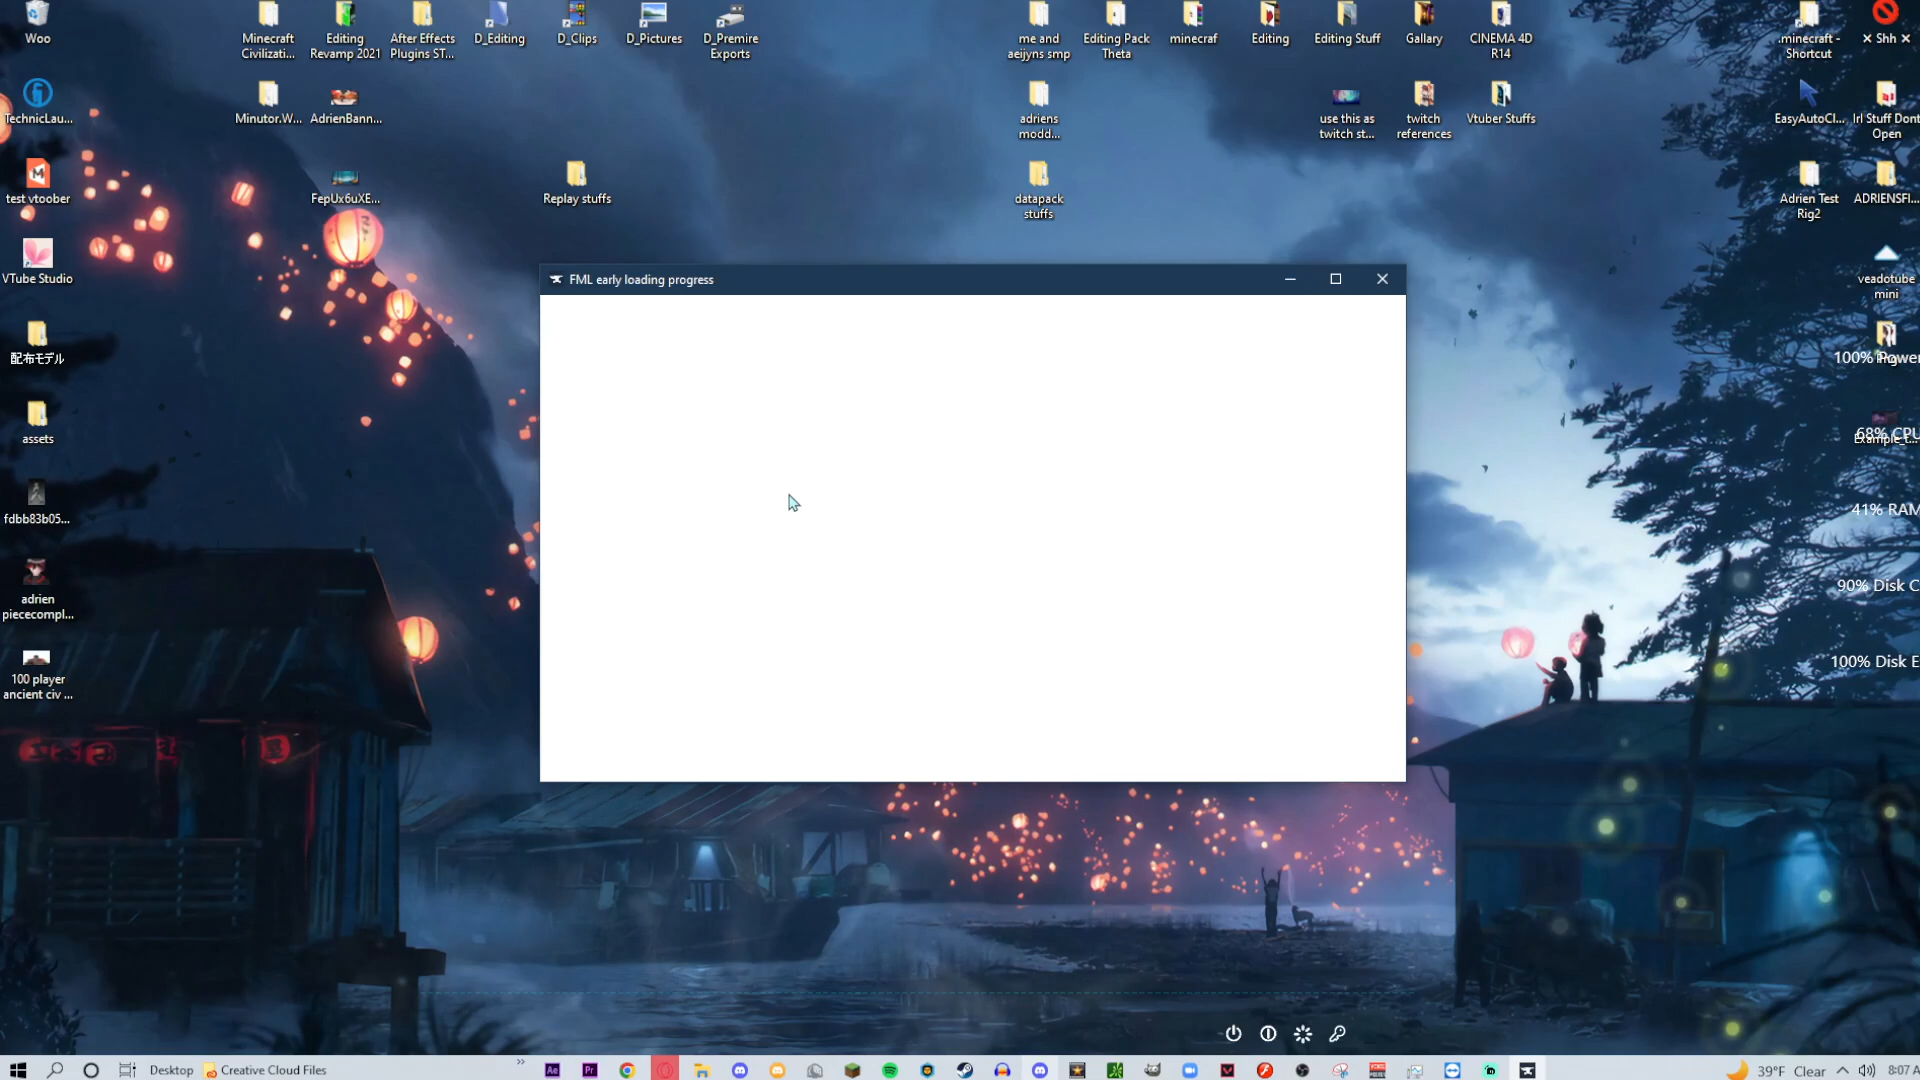 Woo
Minecraft
Civilizati...
Editing
Revamp 2021
After Effects
Plugins ST...
D_Editing
D_Clips
D_Pictures
D_Premire
Exports
me and
aeijyns smp
Editing Pack
Theta
minecraf
Editing
Editing Stuff
Gallary
CINEMA 4D
R14
.minecraft -
Shortcut
✕ Shh ✕
TechnicLau...
Minutor.W...
AdrienBann...
adriens
modd...
use this as
twitch st...
twitch
references
Vtuber Stuffs
EasyAutoCl...
Irl Stuff Dont
Open
test vtoober
FepUx6uXE...
Replay stuffs
datapack
stuffs
Adrien Test
Rig2
ADRIENSFI...
VTube Studio
FML early loading progress
veadotube
mini
配布モデル
100% Power
assets
68% CPU
Example_t...
fdbb83b05...
41% RAM
adrien
piececompl...
90% Disk C
100% Disk E
100 player
ancient civ ...
Desktop
Creative Cloud Files
Ae
Pr
39°F Clear
8:07 A